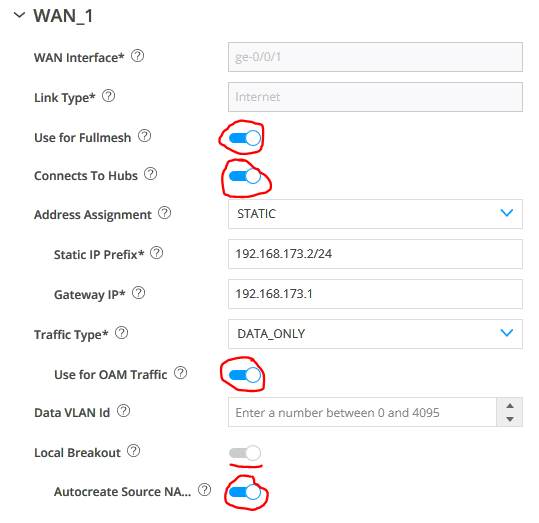 WAN_1
WAN Interface* ge-0/0/1
Link Type* Internet
Use for Fullmesh
Connects To Hubs
Address Assignment STATIC
Static IP Prefix* 192.168.173.2/24
Gateway IP* 192.168.173.1
Traffic Type* DATA_ONLY
Use for OAM Traffic
Data VLAN Id Enter a number between 0 and 4095
Local Breakout
Autocreate Source NA...